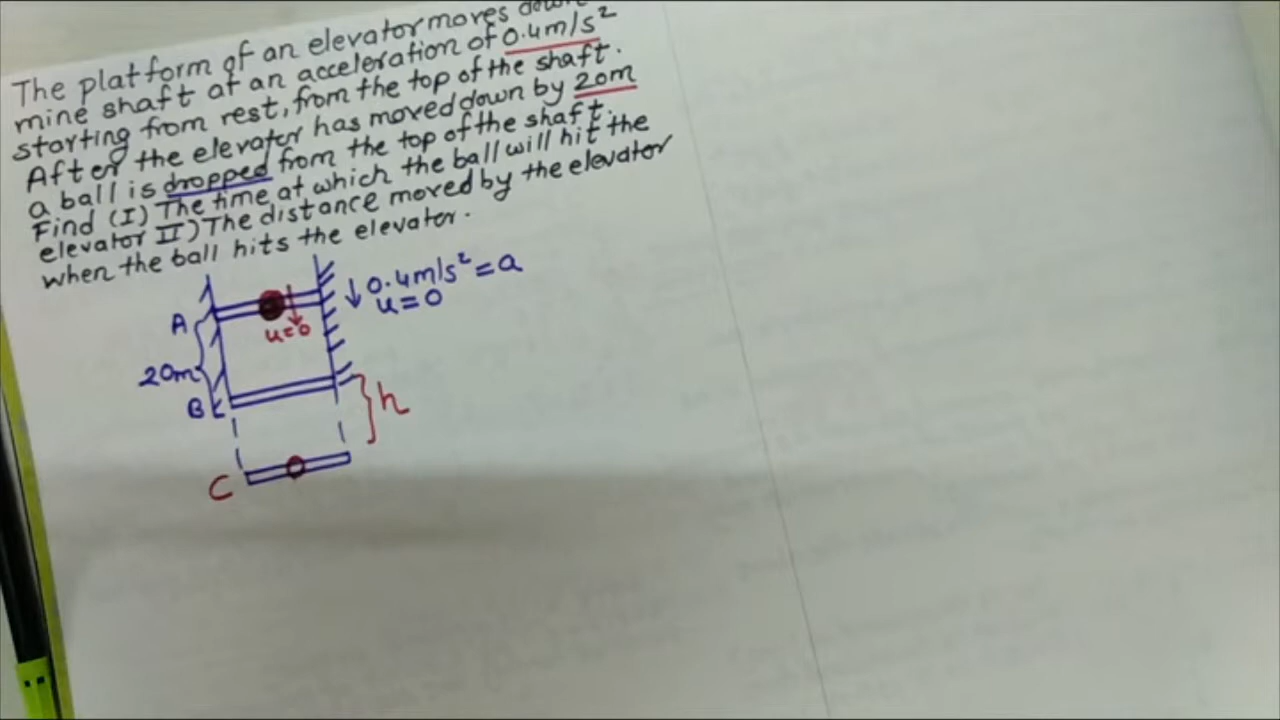 The platform of an elevator moves down
mine shaft at an acceleration of 0.4m/s²
starting from rest, from the top of the shaft.
After the elevater has moved down by 20m
a ball is dropped from the top of the shaft.
Find (I) The time at which the ball will hit the
elevator II) The distance moved by the elevator
when the ball hits the elevator.
0.4m/s² = a
u=0
A
u=0
20m
B
h
C